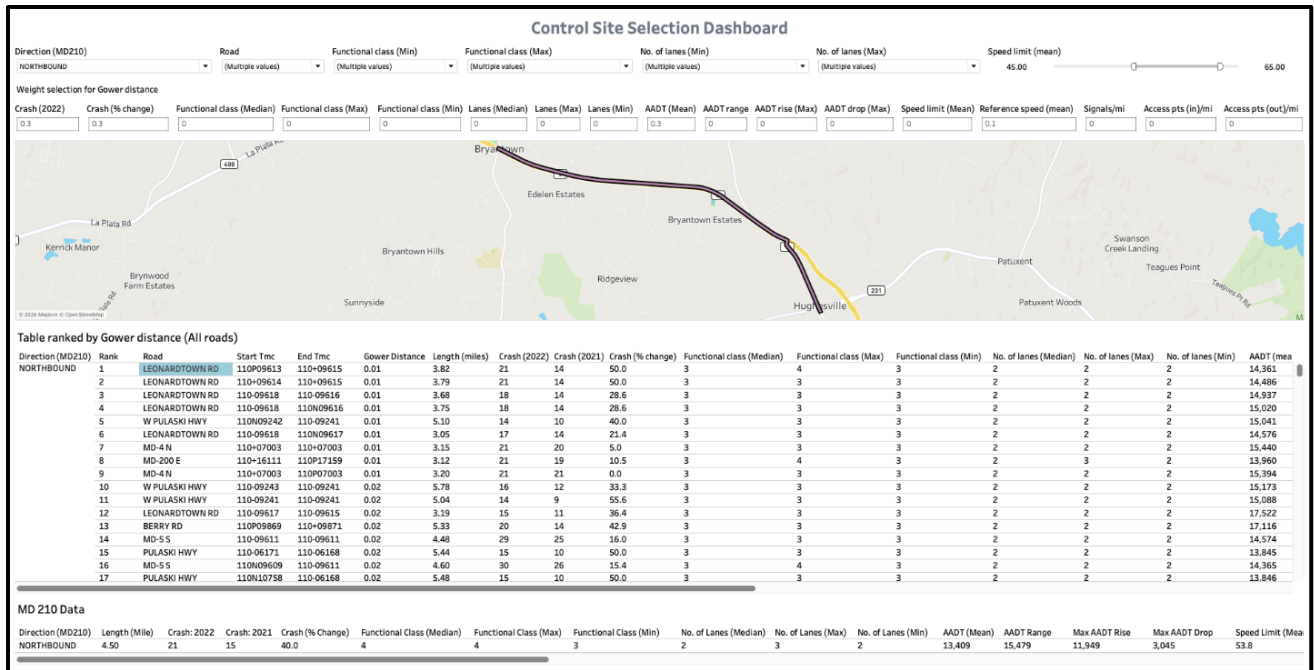 Control Site Selection Dashboard
Direction (MD210) Road Functional class (Min) Functional class (Max) No. of lanes (Min) No. of lanes (Max) Speed limit (mean)
NORTHBOUND (Multiple values) (Multiple values) (Multiple values) (Multiple values) (Multiple values) 45.00 65.00
Weight selection for Gower distance
Crash (2022) Crash (% change) Functional class (Median) Functional class (Max) Functional class (Min) Lanes (Median) Lanes (Max) Lanes (Min) AADT (Mean) AADT range AADT rise (Max) AADT drop (Max) Speed limit (Mean) Reference speed (mean) Signals/mi Access pts (in)/mi Access pts (out)/mi
0.3 0.3 0 0 0 0 0 0 0.3 0 0 0 0 0.1 0 0 0
La Plata Rd
488
Bryantown
Edelen Estates
La Plata Rd
Bryantown Estates
Kerrick Manor
Bryantown Hills
Swanson
Creek Landing
Patuxent
Teagues Point
Brynwood
Farm Estates
Ridgeview
231
Teagues Pt Rd
Sunnyside
Hughesville
Patuxent Woods
© 2024 Mapbox © OpenStreetMap
Table ranked by Gower distance (All roads)
Direction (MD210) Rank Road Start Tmc End Tmc Gower Distance Length (miles) Crash (2022) Crash (2021) Crash (% change) Functional class (Median) Functional class (Max) Functional class (Min) No. of lanes (Median) No. of lanes (Max) No. of lanes (Min) AADT (mea
NORTHBOUND 1 LEONARDTOWN RD 110P09613 110+09615 0.01 3.82 21 14 50.0 3 4 3 2 2 2 14,361
2 LEONARDTOWN RD 110+09614 110+09615 0.01 3.79 21 14 50.0 3 3 3 2 2 2 14,486
3 LEONARDTOWN RD 110-09618 110-09616 0.01 3.68 18 14 28.6 3 3 3 2 2 2 14,937
4 LEONARDTOWN RD 110-09618 110N09616 0.01 3.75 18 14 28.6 3 3 3 2 2 2 15,020
5 W PULASKI HWY 110N09242 110-09241 0.01 5.10 14 10 40.0 3 3 3 2 2 2 15,041
6 LEONARDTOWN RD 110-09618 110N09617 0.01 3.05 17 14 21.4 3 3 3 2 2 2 14,576
7 MD-4 N 110+07003 110+07003 0.01 3.15 21 20 5.0 3 3 3 2 2 2 15,440
8 MD-200 E 110+16111 110P17159 0.01 3.12 21 19 10.5 3 4 3 2 3 2 13,960
9 MD-4 N 110+07003 110P07003 0.01 3.20 21 21 0.0 3 3 3 2 2 2 15,394
10 W PULASKI HWY 110-09243 110-09241 0.02 5.78 16 12 33.3 3 3 3 2 2 2 15,173
11 W PULASKI HWY 110-09241 110-09241 0.02 5.04 14 9 55.6 3 3 3 2 2 2 15,088
12 LEONARDTOWN RD 110-09617 110-09615 0.02 3.19 15 11 36.4 3 3 3 2 2 2 17,522
13 BERRY RD 110P09869 110+09871 0.02 5.33 20 14 42.9 3 3 3 2 2 2 17,116
14 MD-5 S 110-09611 110-09611 0.02 4.48 29 25 16.0 3 3 3 2 2 2 14,574
15 PULASKI HWY 110-06171 110-06168 0.02 5.44 15 10 50.0 3 3 3 2 2 2 13,845
16 MD-5 S 110N09609 110-09611 0.02 4.60 30 26 15.4 3 4 3 2 2 2 14,365
17 PULASKI HWY 110N10758 110-06168 0.02 5.48 15 10 50.0 3 3 3 2 2 2 13,846
MD 210 Data
Direction (MD210) Length (Mile) Crash: 2022 Crash: 2021 Crash (% Change) Functional Class (Median) Functional Class (Max) Functional Class (Min) No. of Lanes (Median) No. of Lanes (Max) No. of Lanes (Min) AADT (Mean) AADT Range Max AADT Rise Max AADT Drop Speed Limit (Mea
NORTHBOUND 4.50 21 15 40.0 4 4 3 2 3 2 13,409 15,479 11,949 3,045 53.8